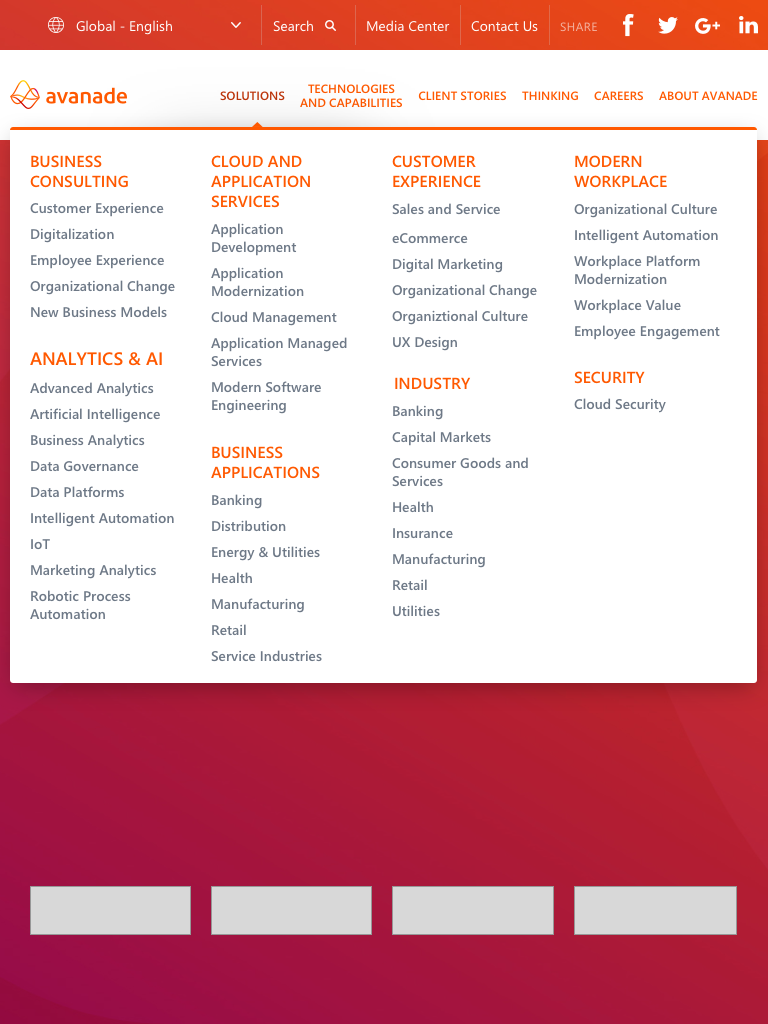 Global - English
Search
Media Center
Contact Us
SHARE
f
G+
in
avanade
SOLUTIONS
TECHNOLOGIES
AND CAPABILITIES
CLIENT STORIES
THINKING
CAREERS
ABOUT AVANADE
BUSINESS
CONSULTING
Customer Experience
Digitalization
Employee Experience
Organizational Change
New Business Models
ANALYTICS & AI
Advanced Analytics
Artificial Intelligence
Business Analytics
Data Governance
Data Platforms
Intelligent Automation
IoT
Marketing Analytics
Robotic Process
Automation
CLOUD AND
APPLICATION
SERVICES
Application
Development
Application
Modernization
Cloud Management
Application Managed
Services
Modern Software
Engineering
BUSINESS
APPLICATIONS
Banking
Distribution
Energy & Utilities
Health
Manufacturing
Retail
Service Industries
CUSTOMER
EXPERIENCE
Sales and Service
eCommerce
Digital Marketing
Organizational Change
Organiztional Culture
UX Design
INDUSTRY
Banking
Capital Markets
Consumer Goods and
Services
Health
Insurance
Manufacturing
Retail
Utilities
MODERN
WORKPLACE
Organizational Culture
Intelligent Automation
Workplace Platform
Modernization
Workplace Value
Employee Engagement
SECURITY
Cloud Security